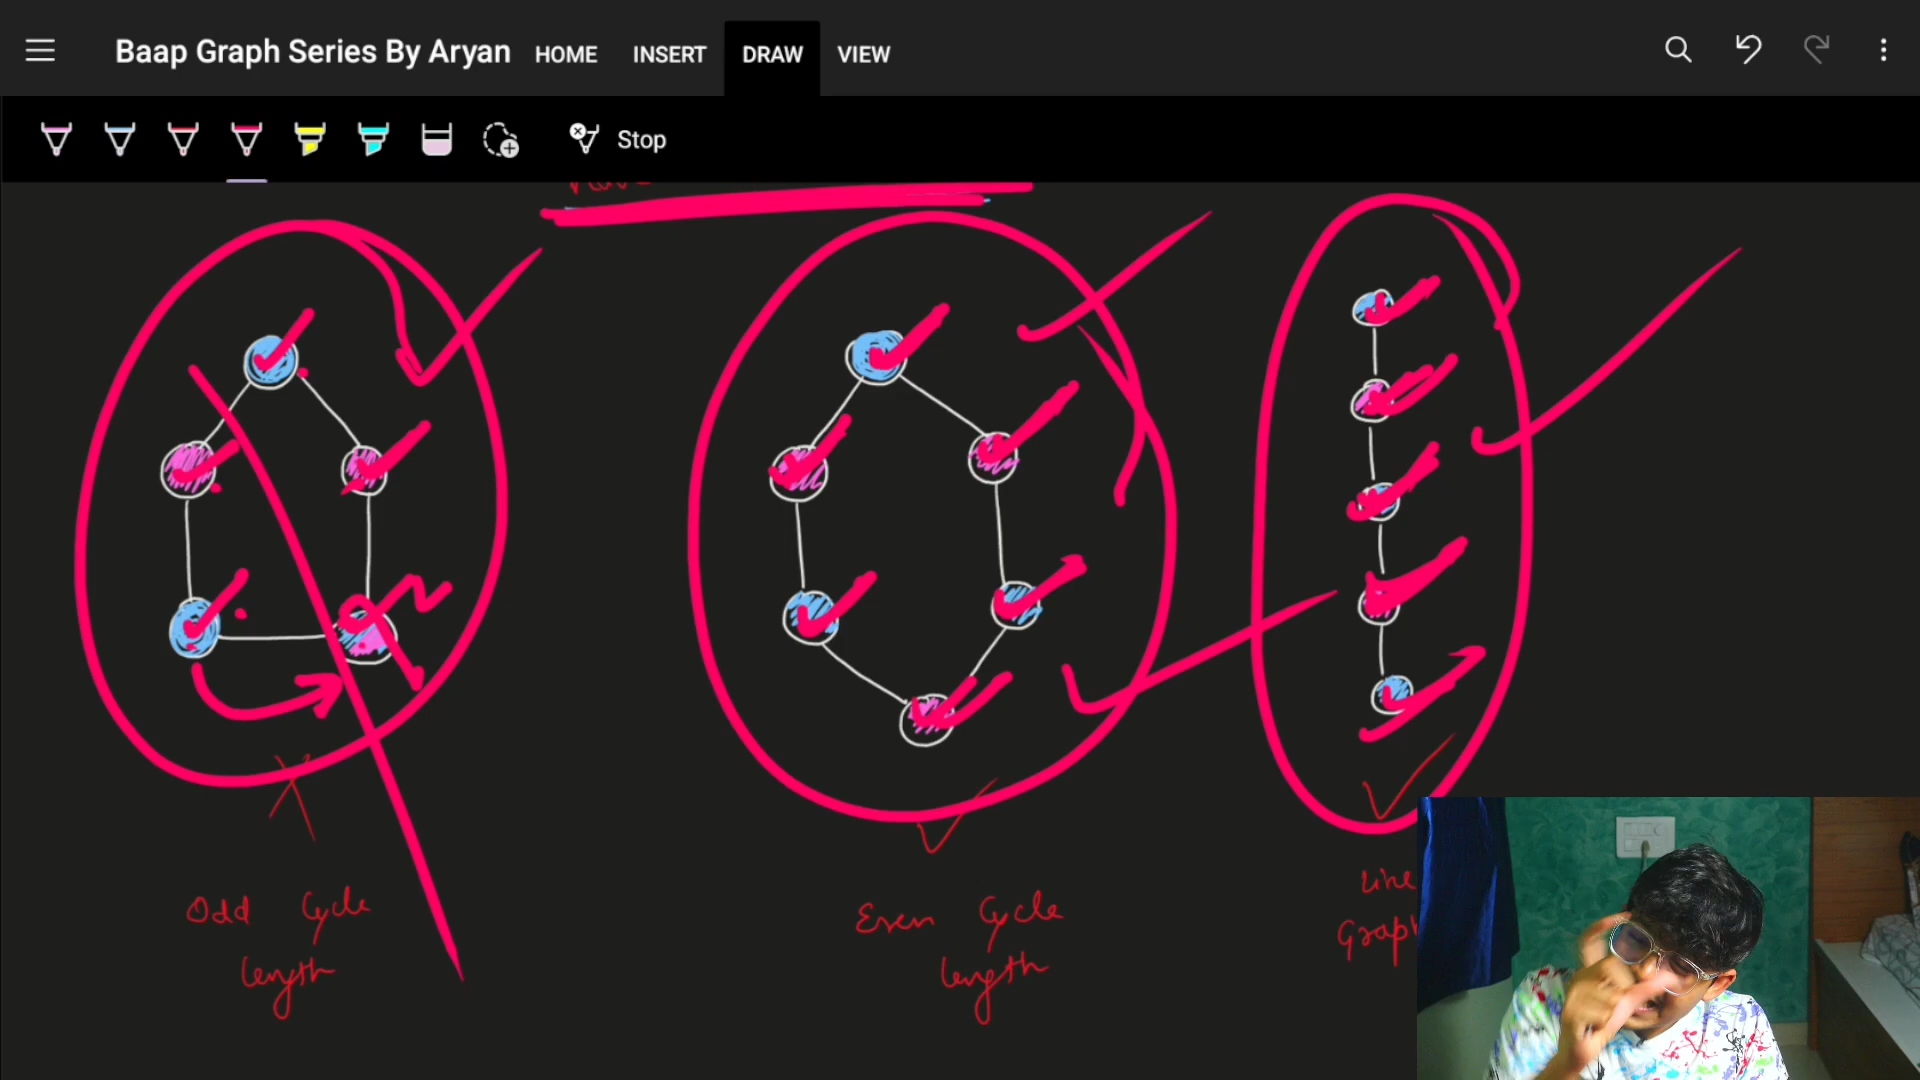 Baap Graph Series By Aryan HOME INSERT DRAW VIEW
Stop
Odd Cycle
length
Even Cycle
length
Line
Graph